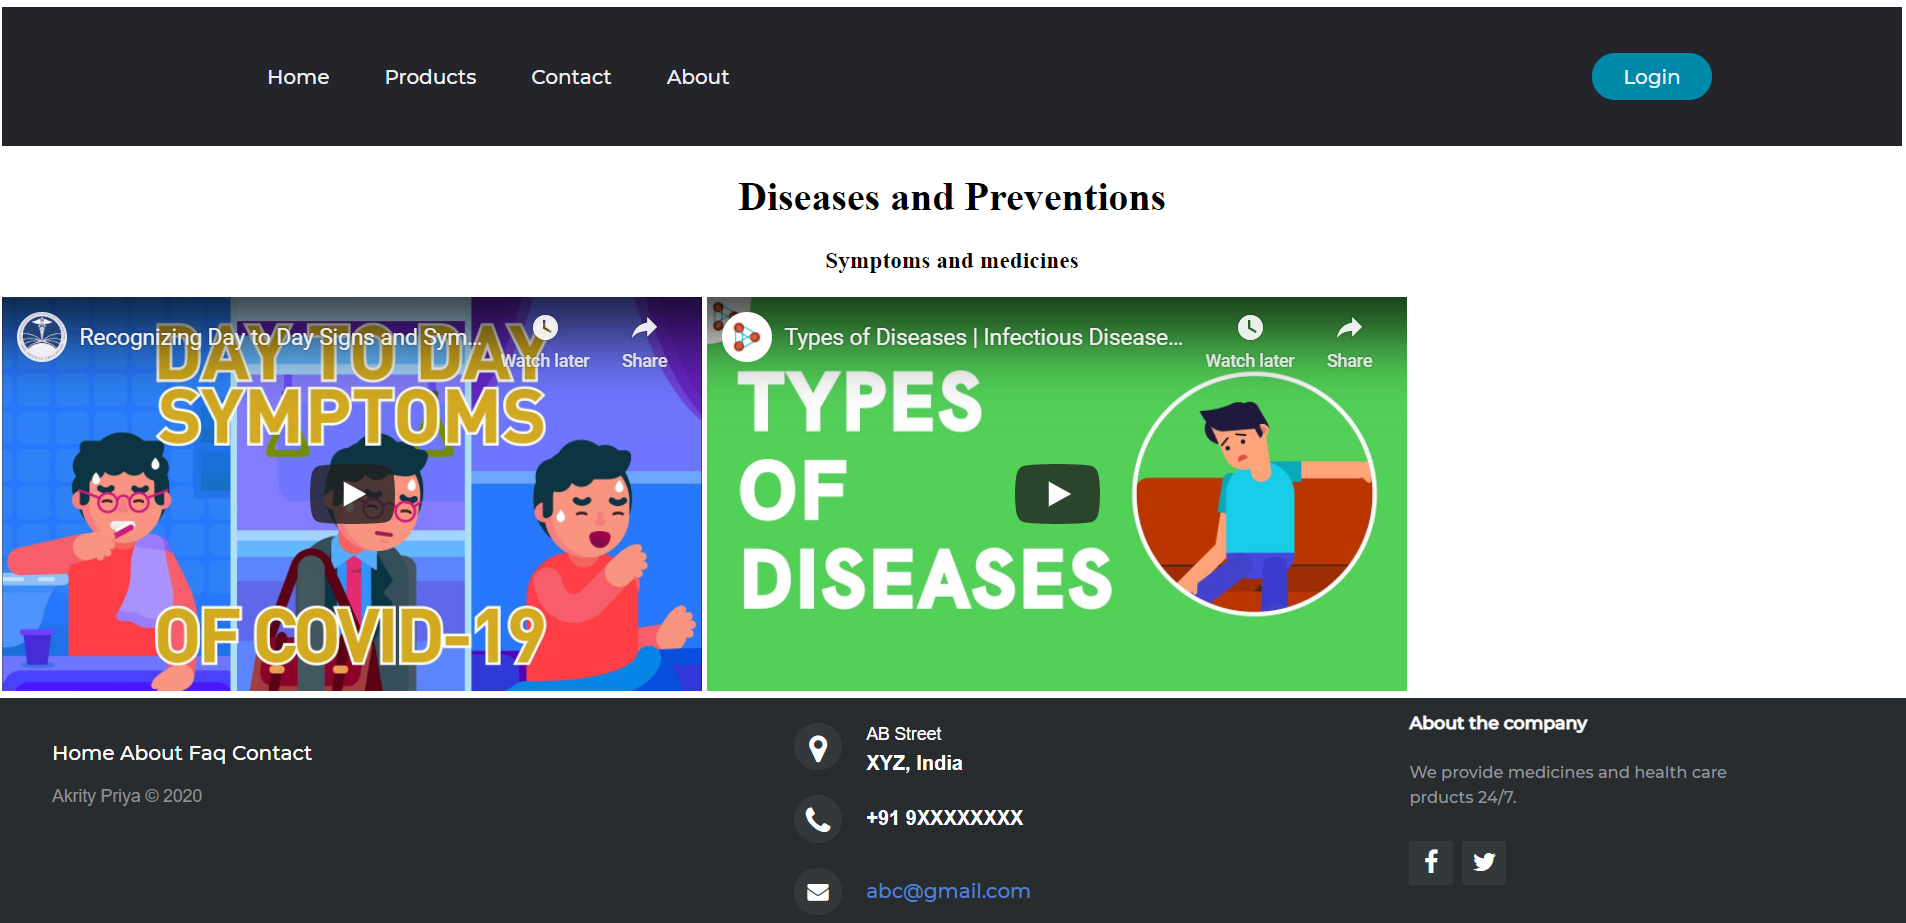 Home Products Contact About Login
Diseases and Preventions
Symptoms and medicines
Recognizing Day to Day Signs and Sym...
Watch later Share
DAY TO DAY
SYMPTOMS
OF COVID-19
Types of Diseases | Infectious Disease...
Watch later Share
TYPES
OF
DISEASES
Home About Faq Contact
Akrity Priya © 2020
AB Street
XYZ, India
+91 9XXXXXXXX
abc@gmail.com
About the company
We provide medicines and health care
prducts 24/7.